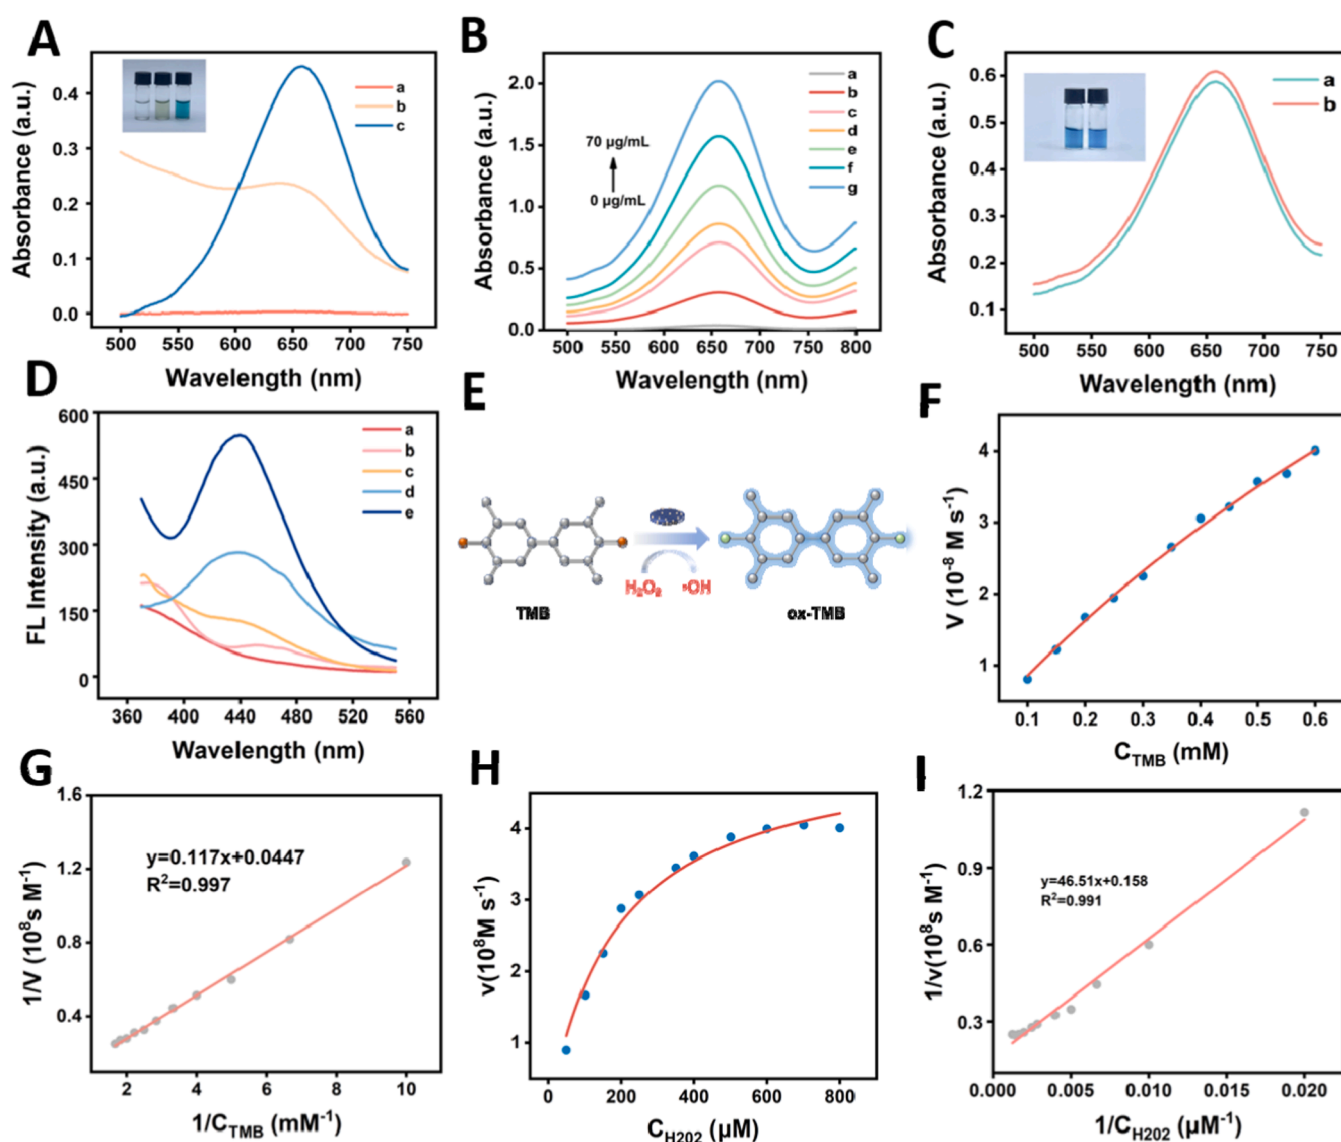 A
Absorbance (a.u.)
0.4
0.3
0.2
0.1
0.0
a
b
c
500 550 600 650 700 750
Wavelength (nm)
B
Absorbance (a.u.)
2.0
1.5
1.0
0.5
0.0
70 µg/mL
0 µg/mL
a
b
c
d
e
f
g
500 550 600 650 700 750 800
Wavelength (nm)
C
Absorbance (a.u.)
0.6
0.5
0.4
0.3
0.2
0.1
a
b
500 550 600 650 700 750
Wavelength (nm)
D
FL Intensity (a.u.)
600
450
300
150
0
a
b
c
d
e
360 400 440 480 520 560
Wavelength (nm)
E
H₂O₂ •OH
TMB
ox-TMB
F
V (10⁻⁸ M s⁻¹)
4
3
2
1
0.1 0.2 0.3 0.4 0.5 0.6
C_TMB (mM)
G
1/V (10⁸s M⁻¹)
1.6
1.2
0.8
0.4
y=0.117x+0.0447
R²=0.997
2 4 6 8 10
1/C_TMB (mM⁻¹)
H
v(10⁸M s⁻¹)
4
3
2
1
0 200 400 600 800
C_H202 (µM)
I
1/v(10⁸s M⁻¹)
1.2
0.9
0.6
0.3
y=46.51x+0.158
R²=0.991
0.000 0.005 0.010 0.015 0.020
1/C_H202 (µM⁻¹)